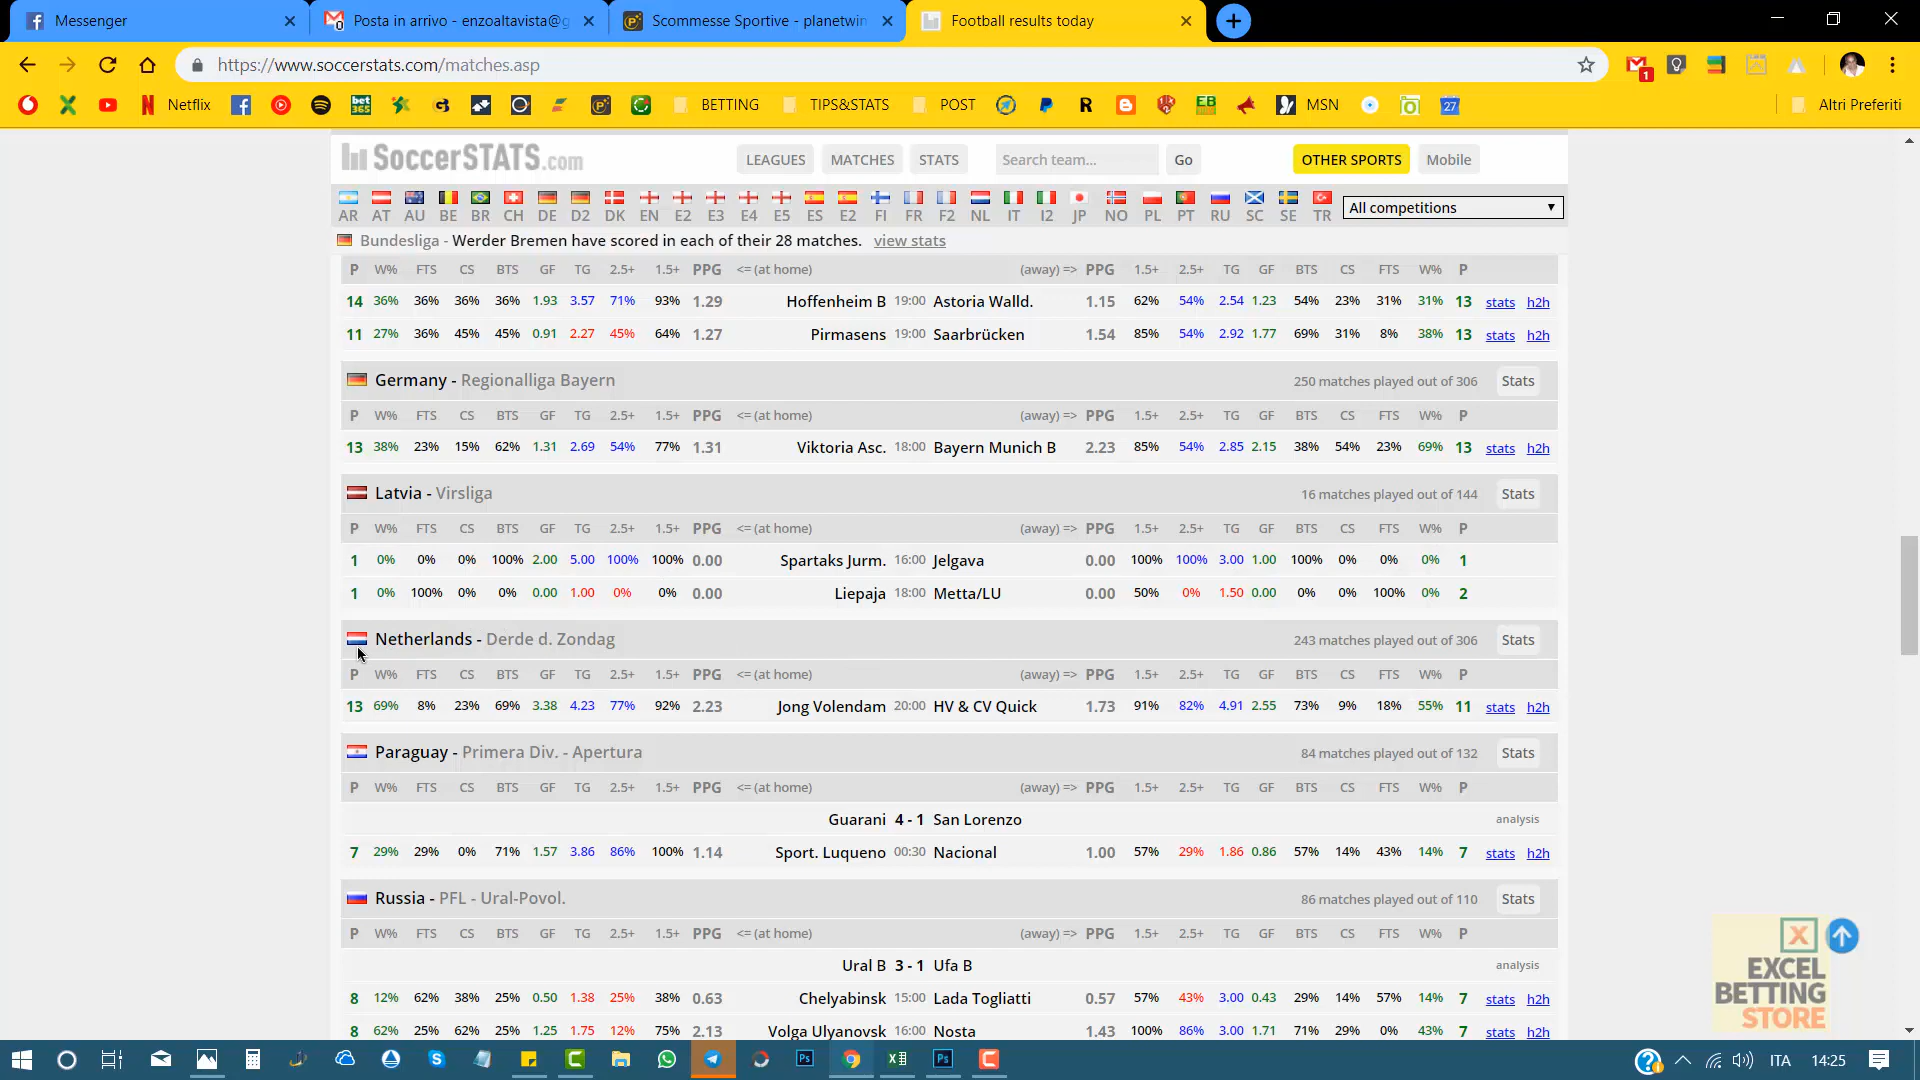 Messenger
Posta in arrivo - enzoaltavista@g
Scommesse Sportive - planetwin
Football results today
https://www.soccerstats.com/matches.asp
1
Netflix
bet365
BETTING
TIPS&STATS
POST
MSN
27
Altri Preferiti
SoccerSTATS.com
LEAGUES MATCHES STATS Search team... Go OTHER SPORTS Mobile
AR AT AU BE BR CH DE D2 DK EN E2 E3 E4 E5 ES E2 FI FR F2 NL IT I2 JP NO PL PT RU SC SE TR All competitions
Bundesliga - Werder Bremen have scored in each of their 28 matches. view stats
P W% FTS CS BTS GF TG 2.5+ 1.5+ PPG <= (at home) (away) => PPG 1.5+ 2.5+ TG GF BTS CS FTS W% P
14 36% 36% 36% 36% 1.93 3.57 71% 93% 1.29 Hoffenheim B 19:00 Astoria Walld. 1.15 62% 54% 2.54 1.23 54% 23% 31% 31% 13 stats h2h
11 27% 36% 45% 45% 0.91 2.27 45% 64% 1.27 Pirmasens 19:00 Saarbrücken 1.54 85% 54% 2.92 1.77 69% 31% 8% 38% 13 stats h2h
Germany - Regionalliga Bayern 250 matches played out of 306 Stats
P W% FTS CS BTS GF TG 2.5+ 1.5+ PPG <= (at home) (away) => PPG 1.5+ 2.5+ TG GF BTS CS FTS W% P
13 38% 23% 15% 62% 1.31 2.69 54% 77% 1.31 Viktoria Asc. 18:00 Bayern Munich B 2.23 85% 54% 2.85 2.15 38% 54% 23% 69% 13 stats h2h
Latvia - Virsliga 16 matches played out of 144 Stats
P W% FTS CS BTS GF TG 2.5+ 1.5+ PPG <= (at home) (away) => PPG 1.5+ 2.5+ TG GF BTS CS FTS W% P
1 0% 0% 0% 100% 2.00 5.00 100% 100% 0.00 Spartaks Jurm. 16:00 Jelgava 0.00 100% 100% 3.00 1.00 100% 0% 0% 0% 1
1 0% 100% 0% 0% 0.00 1.00 0% 0% 0.00 Liepaja 18:00 Metta/LU 0.00 50% 0% 1.50 0.00 0% 0% 100% 0% 2
Netherlands - Derde d. Zondag 243 matches played out of 306 Stats
P W% FTS CS BTS GF TG 2.5+ 1.5+ PPG <= (at home) (away) => PPG 1.5+ 2.5+ TG GF BTS CS FTS W% P
13 69% 8% 23% 69% 3.38 4.23 77% 92% 2.23 Jong Volendam 20:00 HV & CV Quick 1.73 91% 82% 4.91 2.55 73% 9% 18% 55% 11 stats h2h
Paraguay - Primera Div. - Apertura 84 matches played out of 132 Stats
P W% FTS CS BTS GF TG 2.5+ 1.5+ PPG <= (at home) (away) => PPG 1.5+ 2.5+ TG GF BTS CS FTS W% P
Guarani 4 - 1 San Lorenzo analysis
7 29% 29% 0% 71% 1.57 3.86 86% 100% 1.14 Sport. Luqueno 00:30 Nacional 1.00 57% 29% 1.86 0.86 57% 14% 43% 14% 7 stats h2h
Russia - PFL - Ural-Povol. 86 matches played out of 110 Stats
P W% FTS CS BTS GF TG 2.5+ 1.5+ PPG <= (at home) (away) => PPG 1.5+ 2.5+ TG GF BTS CS FTS W% P
Ural B 3 - 1 Ufa B analysis
8 12% 62% 38% 25% 0.50 1.38 25% 38% 0.63 Chelyabinsk 15:00 Lada Togliatti 0.57 57% 43% 3.00 0.43 29% 14% 57% 14% 7 stats h2h
8 62% 25% 62% 25% 1.25 1.75 12% 75% 2.13 Volga Ulyanovsk 16:00 Nosta 1.43 100% 86% 3.00 1.71 71% 29% 0% 43% 7 stats h2h
X
EXCEL
BETTING
STORE
ITA 14:25